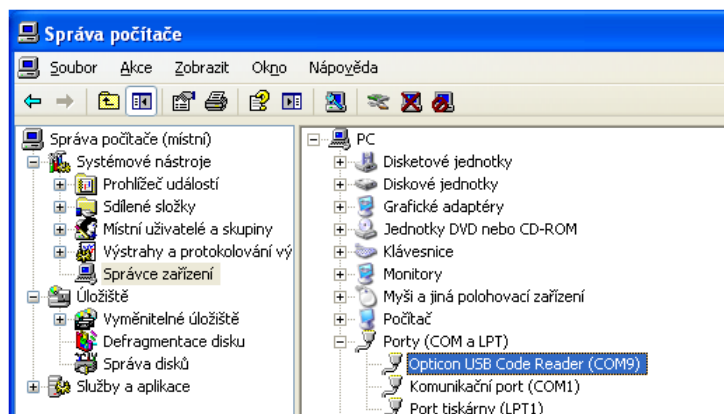 Správa počítače
Soubor Akce Zobrazit Okno Nápověda
Správa počítače (místní)
Systémové nástroje
Prohlížeč událostí
Sdílené složky
Místní uživatelé a skupiny
Výstrahy a protokolování vý
Správce zařízení
Úložiště
Vyměnitelné úložiště
Defragmentace disku
Správa disků
Služby a aplikace
PC
Disketové jednotky
Diskové jednotky
Grafické adaptéry
Jednotky DVD nebo CD-ROM
Klávesnice
Monitory
Myši a jiná polohovací zařízení
Počítač
Porty (COM a LPT)
Opticon USB Code Reader (COM9)
Komunikační port (COM1)
Port tiskárny (LPT1)